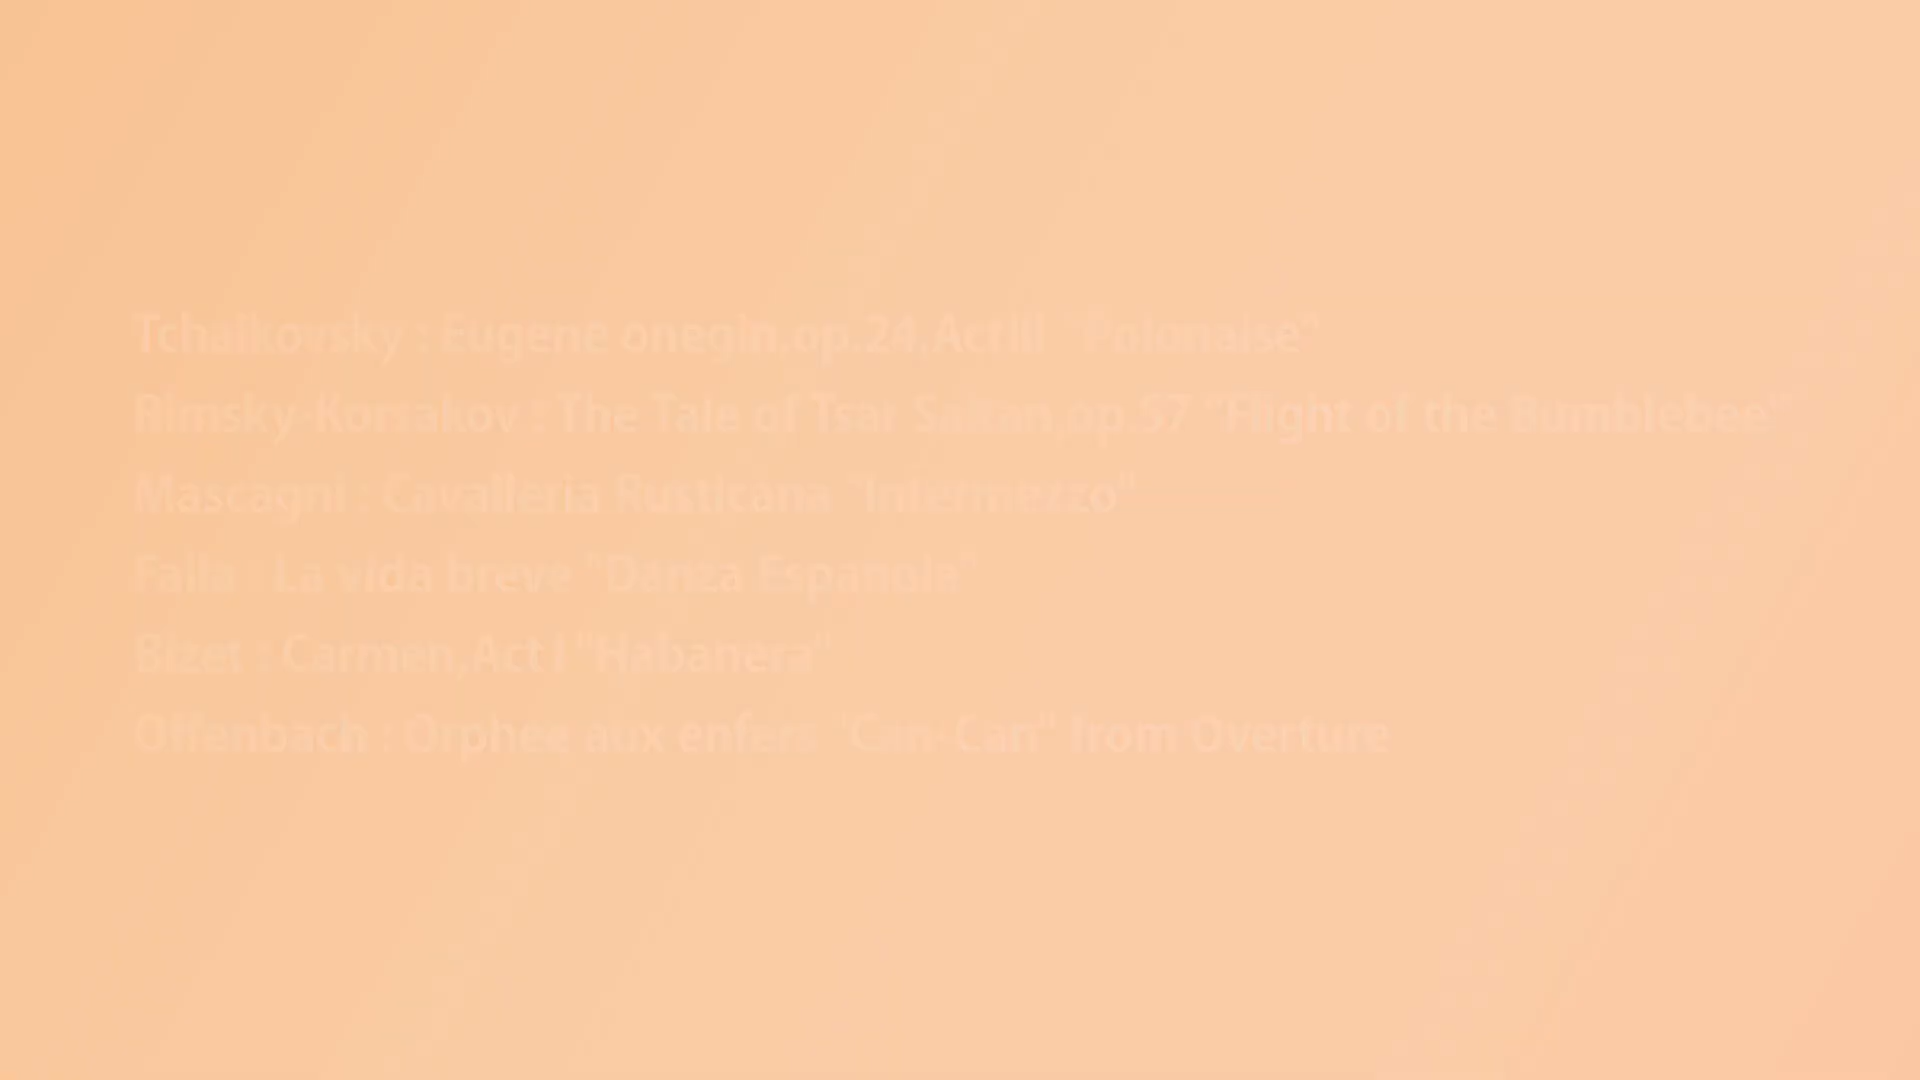 Tchaikovsky : Eugene onegin,op.24,ActIII "Polonaise"
Rimsky-Korsakov : The Tale of Tsar Saltan,op.57 "Flight of the Bumblebee"
Mascagni : Cavalleria Rusticana "Intermezzo"
Falla : La vida breve "Danza Espanola"
Bizet : Carmen,Act I "Habanera"
Offenbach : Orphee aux enfers "Can-Can" from Overture